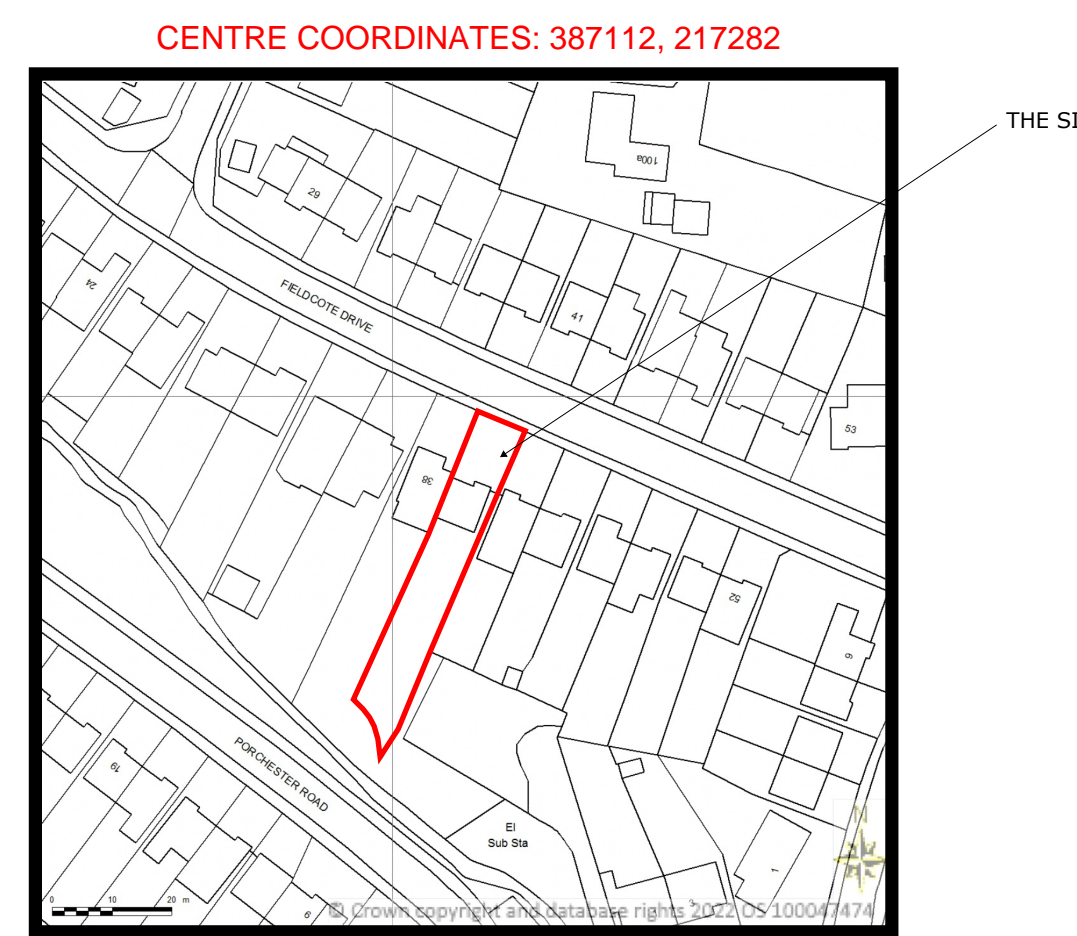 CENTRE COORDINATES: 387112, 217282
THE SI
100a
29
24
FIELDCOTE DRIVE
41
53
38
52
6
19
PORCHESTER ROAD
El
Sub Sta
1
3
6
N
0 10 20 m
© Crown copyright and database rights 2022 OS 100047474